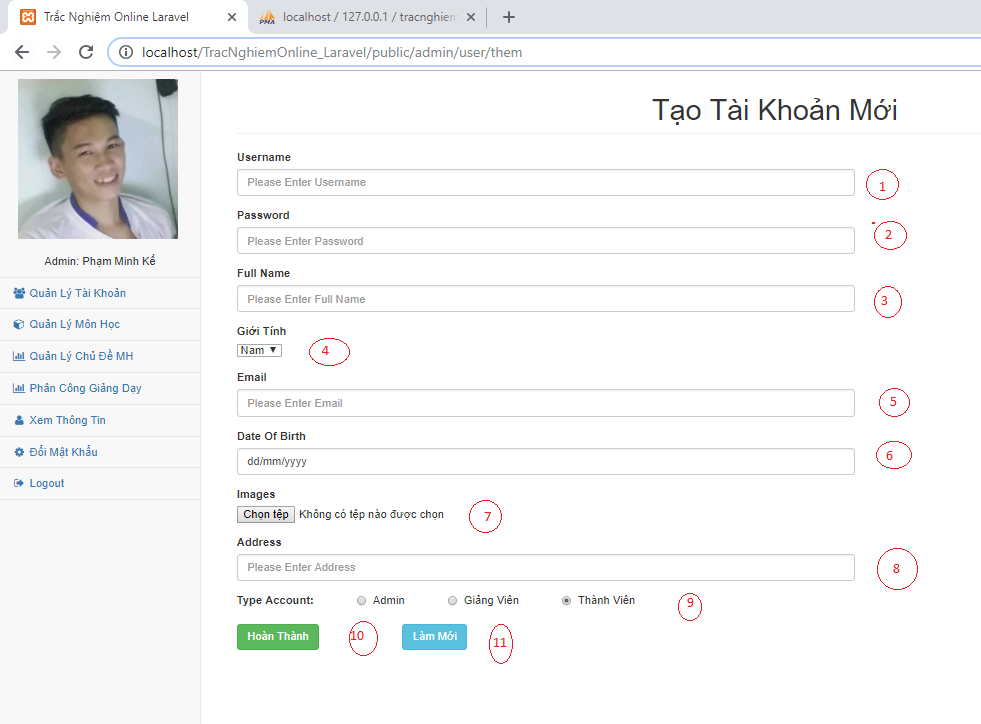 Trắc Nghiệm Online Laravel
localhost / 127.0.0.1 / tracnghiem
localhost/TracNghiemOnline_Laravel/public/admin/user/them
Admin: Phạm Minh Kế
Quản Lý Tài Khoản
Quản Lý Môn Học
Quản Lý Chủ Đề MH
Phân Công Giảng Dạy
Xem Thông Tin
Đổi Mật Khẩu
Logout
Tạo Tài Khoản Mới
Username
Please Enter Username
1
Password
Please Enter Password
2
Full Name
Please Enter Full Name
3
Giới Tính
Nam
4
Email
Please Enter Email
5
Date Of Birth
dd/mm/yyyy
6
Images
Chọn tệp Không có tệp nào được chọn
7
Address
Please Enter Address
8
Type Account: Admin Giảng Viên Thành Viên
9
Hoàn Thành 10 Làm Mới 11